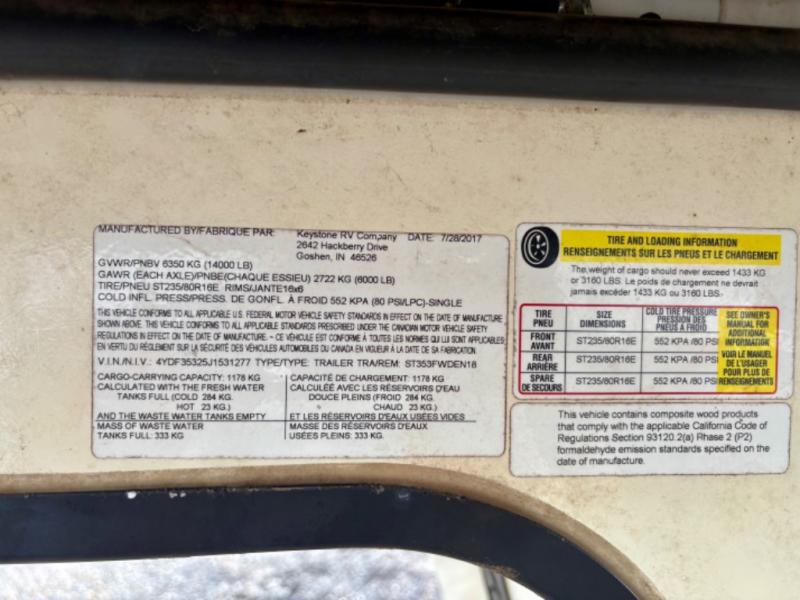 MANUFACTURED BY/FABRIQUE PAR: Keystone RV Company DATE: 7/28/2017
2642 Hackberry Drive
Goshen, IN 46526
GVWR/PNBV 6350 KG (14000 LB)
GAWR (EACH AXLE)/PNBE(CHAQUE ESSIEU) 2722 KG (6000 LB)
TIRE/PNEU ST235/80R16E RIMS/JANTE16x6
COLD INFL. PRESS/PRESS. DE GONFL. À FROID 552 KPA (80 PSI/LPC)-SINGLE
THIS VEHICLE CONFORMS TO ALL APPLICABLE U.S. FEDERAL MOTOR VEHICLE SAFETY STANDARDS IN EFFECT ON THE DATE OF MANUFACTURE
SHOWN ABOVE. THIS VEHICLE CONFORMS TO ALL APPLICABLE STANDARDS PRESCRIBED UNDER THE CANADIAN MOTOR VEHICLE SAFETY
REGULATIONS IN EFFECT ON THE DATE OF MANUFACTURE. ~ CE VÉHICULE EST CONFORME À TOUTES LES NORMES QUI LUI SONT APPLICABLES
EN VERTU DU RÈGLEMENT SUR LA SÉCURITÉ DES VÉHICULES AUTOMOBILES DU CANADA EN VIGUEUR À LA DATE DE SA FABRICATION.
V.I.N./N.I.V.: 4YDF35325J1531277 TYPE/TYPE: TRAILER TRA/REM: ST353FWDEN18
CARGO-CARRYING CAPACITY: 1178 KG
CALCULATED WITH THE FRESH WATER
TANKS FULL (COLD 284 KG.
HOT 23 KG.)
AND THE WASTE WATER TANKS EMPTY
MASS OF WASTE WATER
TANKS FULL: 333 KG
CAPACITÉ DE CHARGEMENT: 1178 KG
CALCULÉE AVEC LES RÉSERVOIRS D'EAU
DOUCE PLEINS (FROID 284 KG.
CHAUD 23 KG.)
ET LES RÉSERVOIRS D'EAUX USÉES VIDES
MASSE DES RÉSERVOIRS D'EAUX
USÉES PLEINS: 333 KG.
TIRE AND LOADING INFORMATION
RENSEIGNEMENTS SUR LES PNEUS ET LE CHARGEMENT
The weight of cargo should never exceed 1433 KG
or 3160 LBS. Le poids de chargement ne devrait
jamais excéder 1433 KG ou 3160 LBS.
TIRE
PNEU
SIZE
DIMENSIONS
COLD TIRE PRESSURE
PRESSION DES
PNEUS A FROID
FRONT
AVANT
ST235/80R16E
552 KPA /80 PSI
REAR
ARRIÈRE
ST235/80R16E
552 KPA /80 PSI
SPARE
DE SECOURS
ST235/80R16E
552 KPA /80 PSI
SEE OWNER'S
MANUAL FOR
ADDITIONAL
INFORMATION
VOIR LE MANUEL
DE L'USAGER
POUR PLUS DE
RENSEIGNEMENTS
This vehicle contains composite wood products
that comply with the applicable California Code of
Regulations Section 93120.2(a) Phase 2 (P2)
formaldehyde emission standards specified on the
date of manufacture.